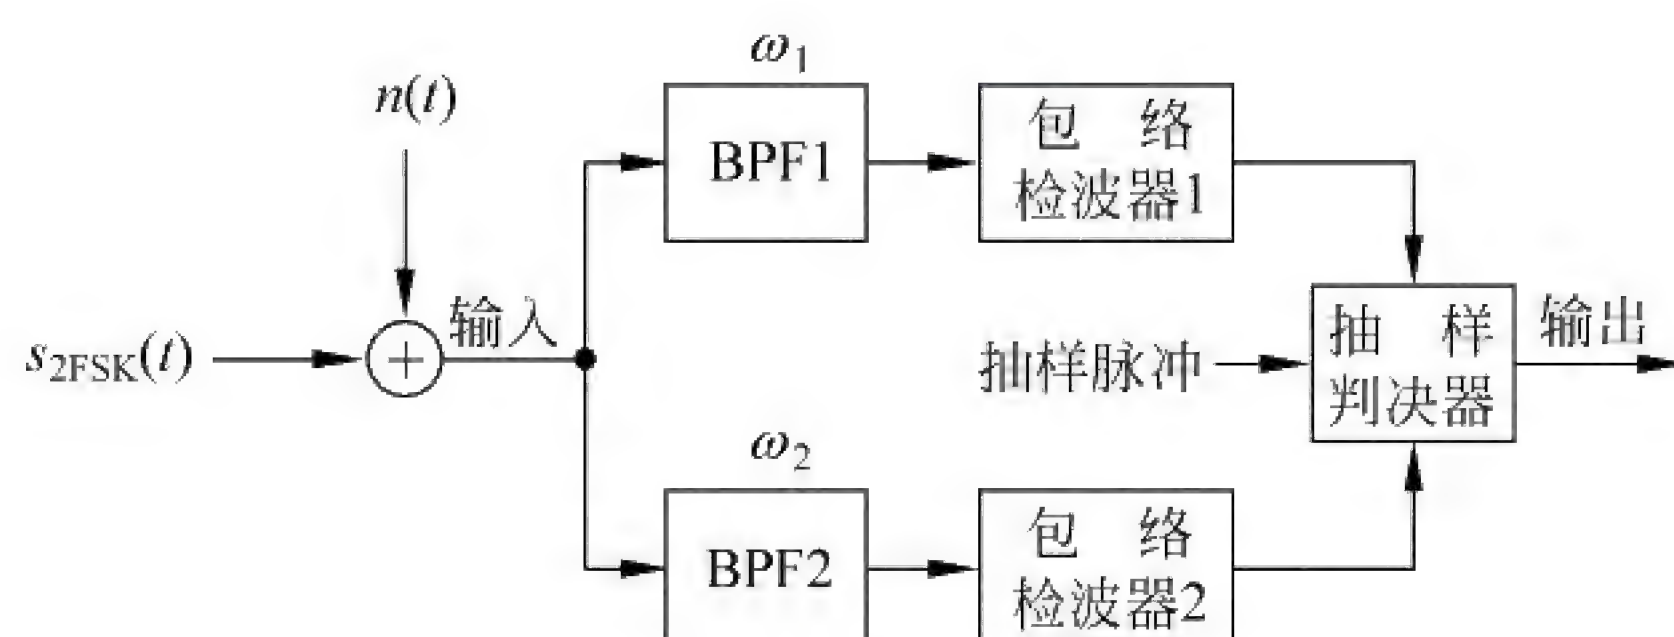 ω₁
n(t)
BPF1
包 络
检波器1
输入
s₂FSK(t)
抽样脉冲
抽 样
判决器
输出
ω₂
BPF2
包 络
检波器2